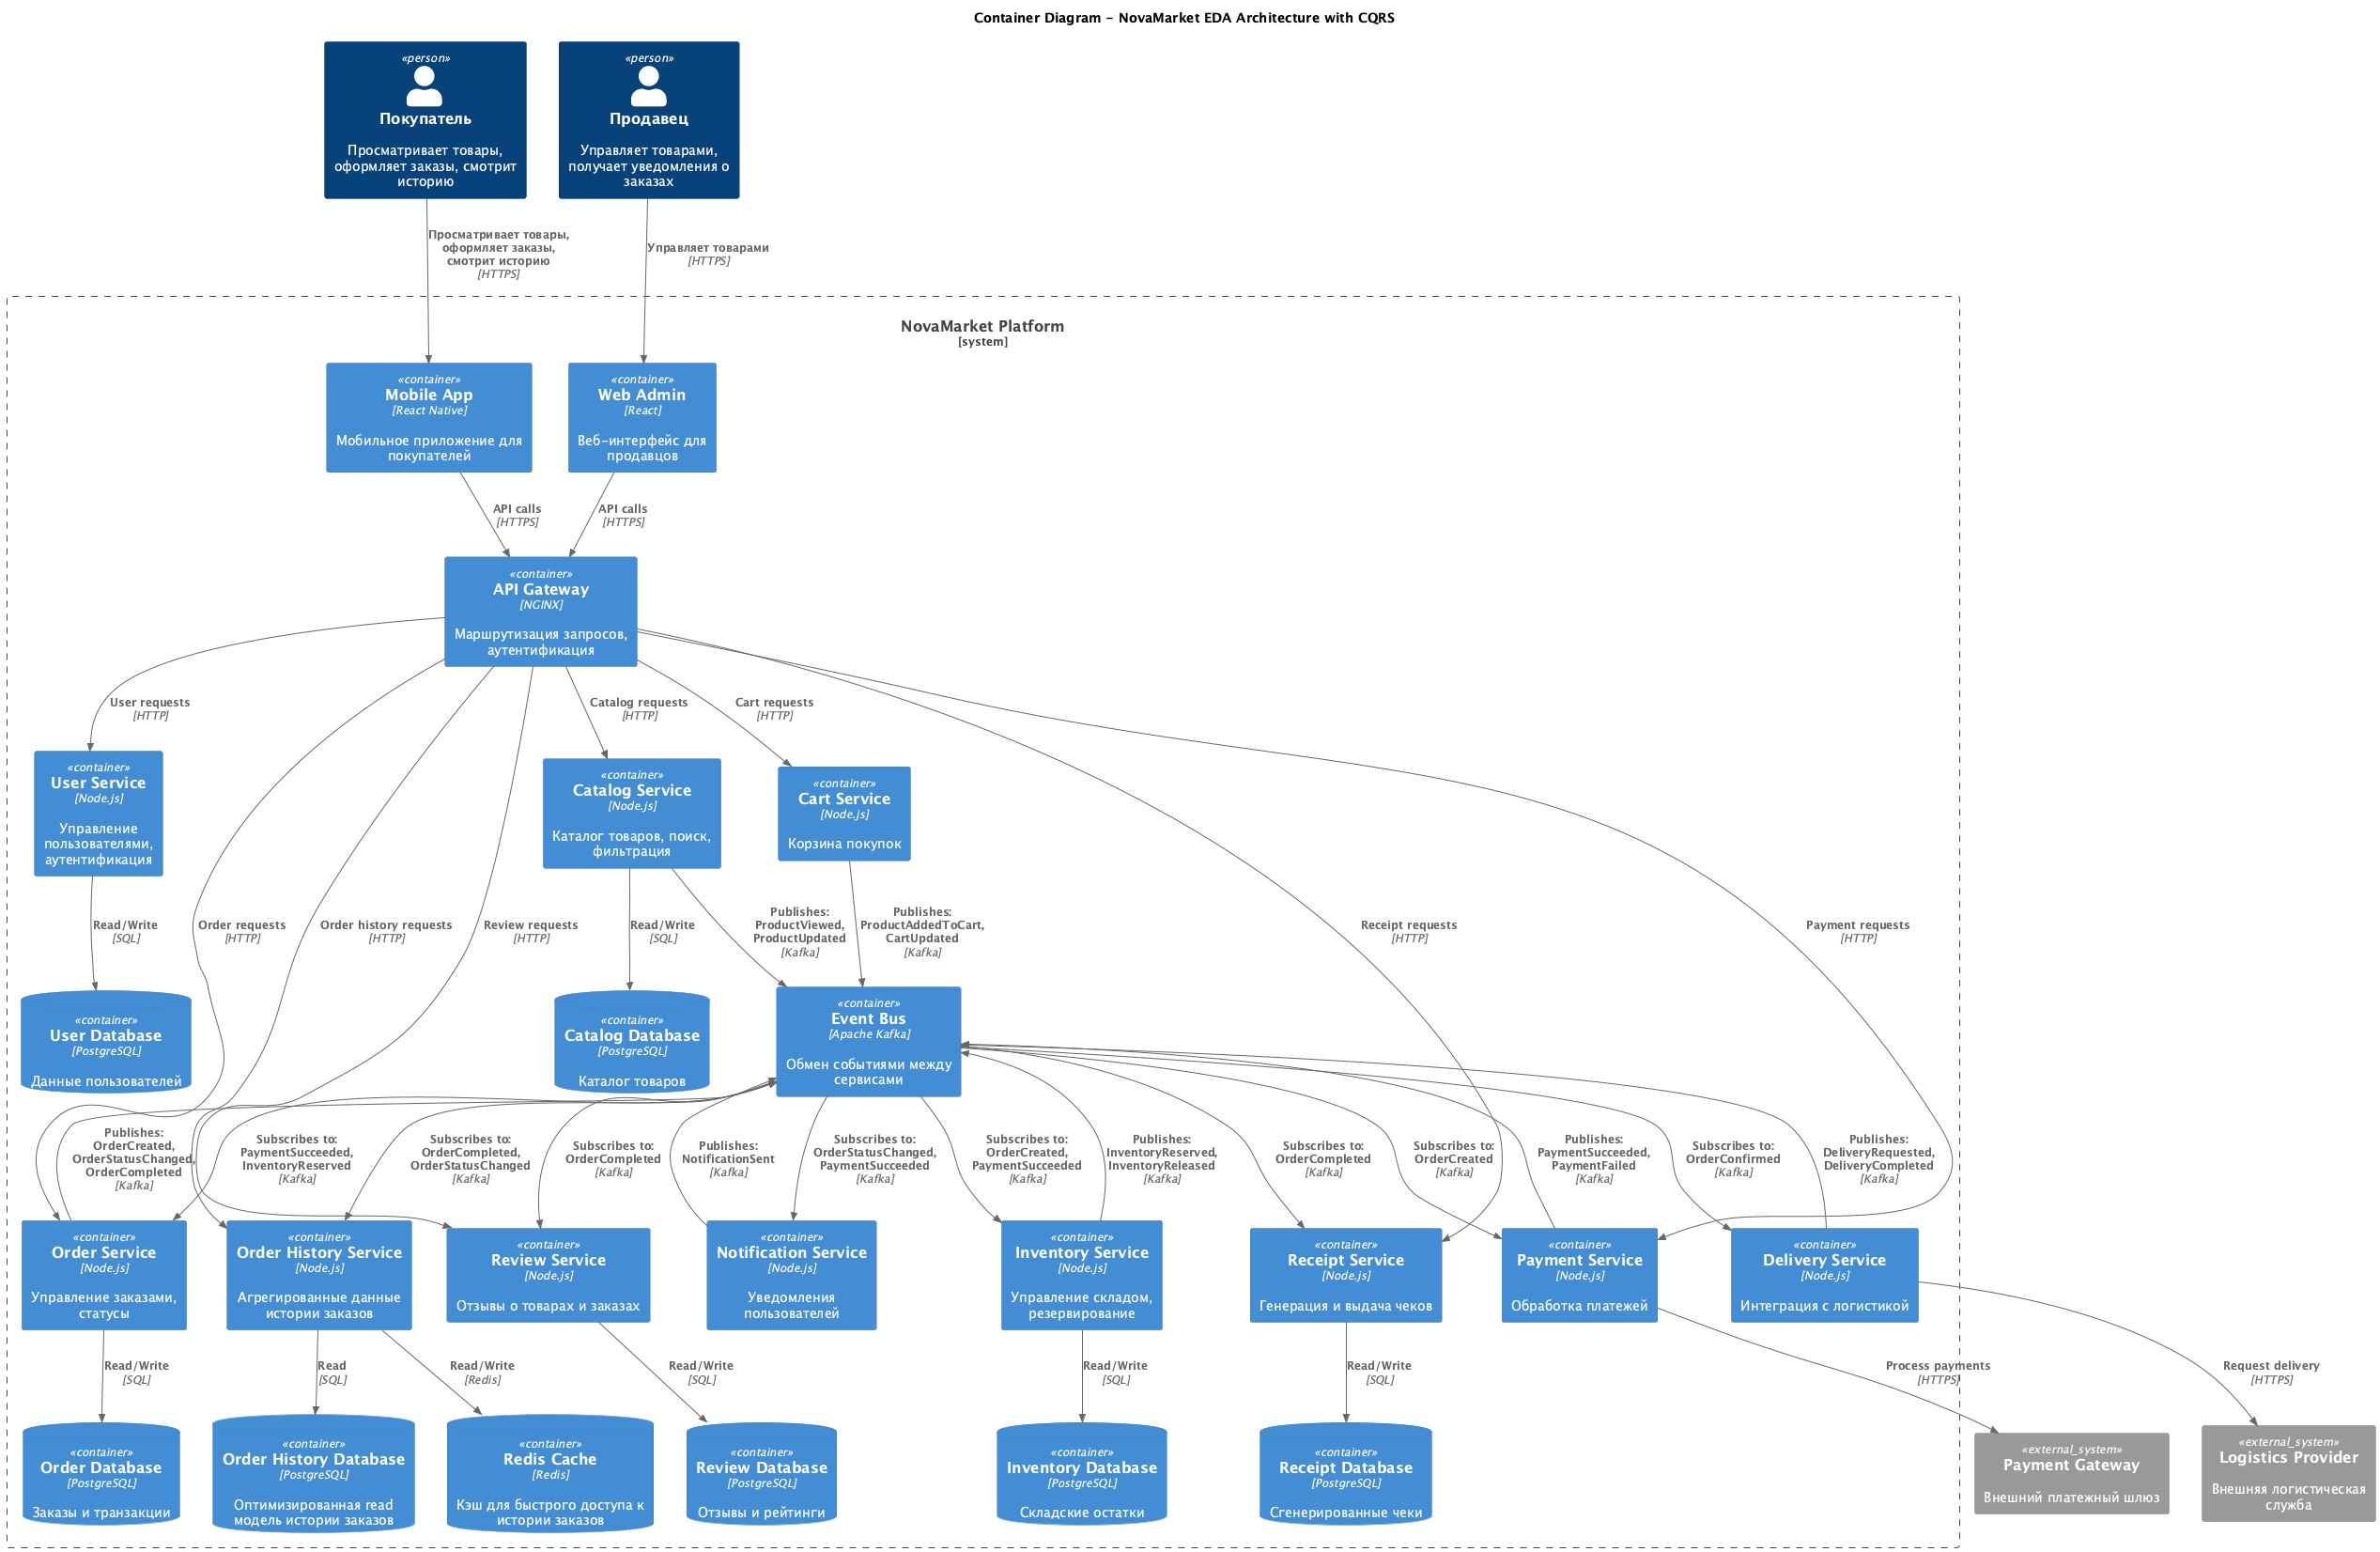 Container Diagram - NovaMarket EDA Architecture with CQRS
«person»
Покупатель
Просматривает товары,
оформляет заказы, смотрит
историю
«person»
Продавец
Управляет товарами,
получает уведомления о
заказах
Просматривает товары,
оформляет заказы,
смотрит историю
[HTTPS]
Управляет товарами
[HTTPS]
NovaMarket Platform
[system]
«container»
Mobile App
[React Native]
Мобильное приложение для
покупателей
«container»
Web Admin
[React]
Веб-интерфейс для
продавцов
API calls
[HTTPS]
API calls
[HTTPS]
«container»
API Gateway
[NGINX]
Маршрутизация запросов,
аутентификация
User requests
[HTTP]
Catalog requests
[HTTP]
Cart requests
[HTTP]
«container»
User Service
[Node.js]
Управление
пользователями,
аутентификация
«container»
Catalog Service
[Node.js]
Каталог товаров, поиск,
фильтрация
«container»
Cart Service
[Node.js]
Корзина покупок
Read/Write
[SQL]
Order requests
[HTTP]
Order history requests
[HTTP]
Review requests
[HTTP]
Read/Write
[SQL]
Publishes:
ProductViewed,
ProductUpdated
[Kafka]
Publishes:
ProductAddedToCart,
CartUpdated
[Kafka]
Receipt requests
[HTTP]
Payment requests
[HTTP]
«container»
User Database
[PostgreSQL]
Данные пользователей
«container»
Catalog Database
[PostgreSQL]
Каталог товаров
«container»
Event Bus
[Apache Kafka]
Обмен событиями между
сервисами
Publishes:
OrderCreated,
OrderStatusChanged,
OrderCompleted
[Kafka]
Subscribes to:
PaymentSucceeded,
InventoryReserved
[Kafka]
Subscribes to:
OrderCompleted,
OrderStatusChanged
[Kafka]
Subscribes to:
OrderCompleted
[Kafka]
Publishes:
NotificationSent
[Kafka]
Subscribes to:
OrderStatusChanged,
PaymentSucceeded
[Kafka]
Subscribes to:
OrderCreated,
PaymentSucceeded
[Kafka]
Publishes:
InventoryReserved,
InventoryReleased
[Kafka]
Subscribes to:
OrderCompleted
[Kafka]
Subscribes to:
OrderCreated
[Kafka]
Publishes:
PaymentSucceeded,
PaymentFailed
[Kafka]
Subscribes to:
OrderConfirmed
[Kafka]
Publishes:
DeliveryRequested,
DeliveryCompleted
[Kafka]
«container»
Order Service
[Node.js]
Управление заказами,
статусы
«container»
Order History Service
[Node.js]
Агрегированные данные
истории заказов
«container»
Review Service
[Node.js]
Отзывы о товарах и заказах
«container»
Notification Service
[Node.js]
Уведомления
пользователей
«container»
Inventory Service
[Node.js]
Управление складом,
резервирование
«container»
Receipt Service
[Node.js]
Генерация и выдача чеков
«container»
Payment Service
[Node.js]
Обработка платежей
«container»
Delivery Service
[Node.js]
Интеграция с логистикой
Read/Write
[SQL]
Read
[SQL]
Read/Write
[Redis]
Read/Write
[SQL]
Read/Write
[SQL]
Read/Write
[SQL]
Process payments
[HTTPS]
Request delivery
[HTTPS]
«container»
Order Database
[PostgreSQL]
Заказы и транзакции
«container»
Order History Database
[PostgreSQL]
Оптимизированная read
модель истории заказов
«container»
Redis Cache
[Redis]
Кэш для быстрого доступа к
истории заказов
«container»
Review Database
[PostgreSQL]
Отзывы и рейтинги
«container»
Inventory Database
[PostgreSQL]
Складские остатки
«container»
Receipt Database
[PostgreSQL]
Сгенерированные чеки
«external_system»
Payment Gateway
Внешний платежный шлюз
«external_system»
Logistics Provider
Внешняя логистическая
служба